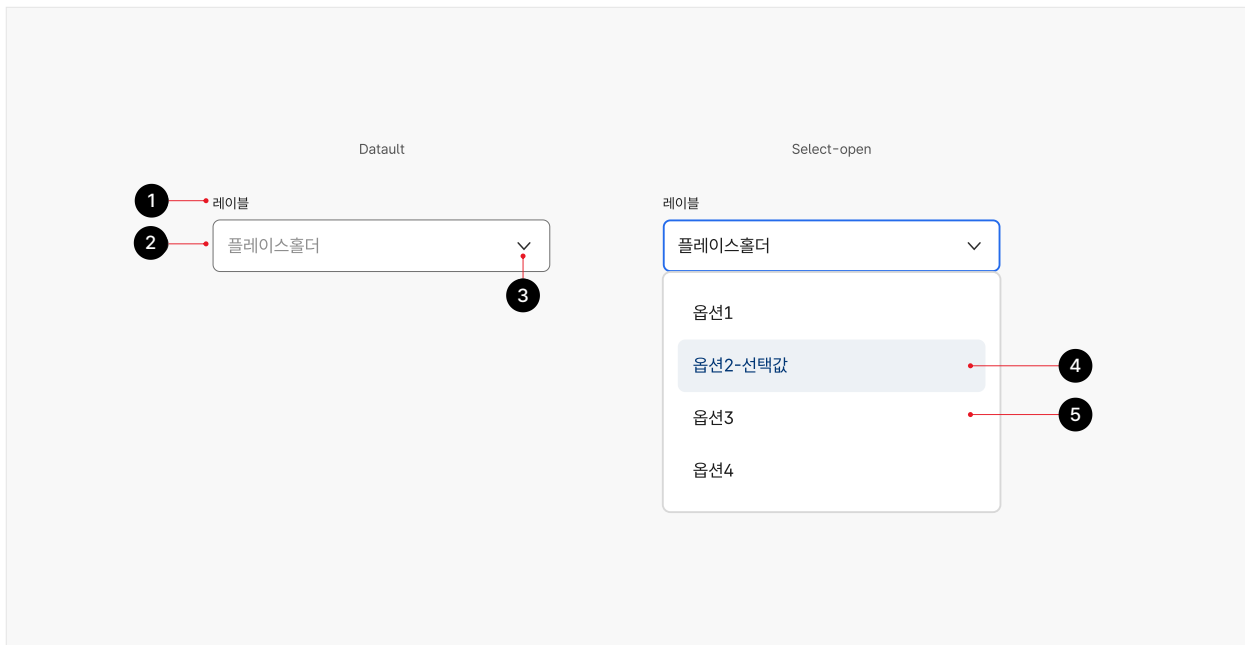 Datault
Select-open
1
레이블
레이블
2
플레이스홀더
플레이스홀더
3
옵션1
옵션2-선택값
4
옵션3
5
옵션4